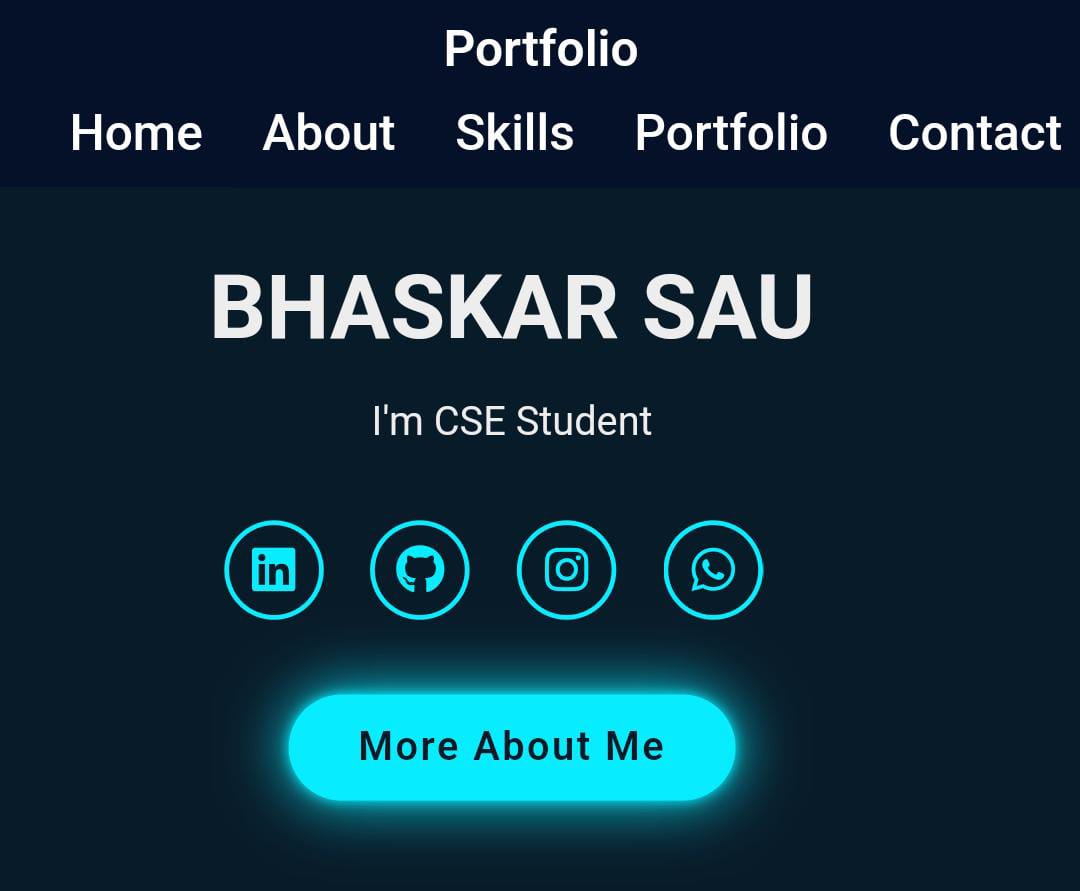 Portfolio
Home About Skills Portfolio Contact
BHASKAR SAU
I'm CSE Student
in
More About Me